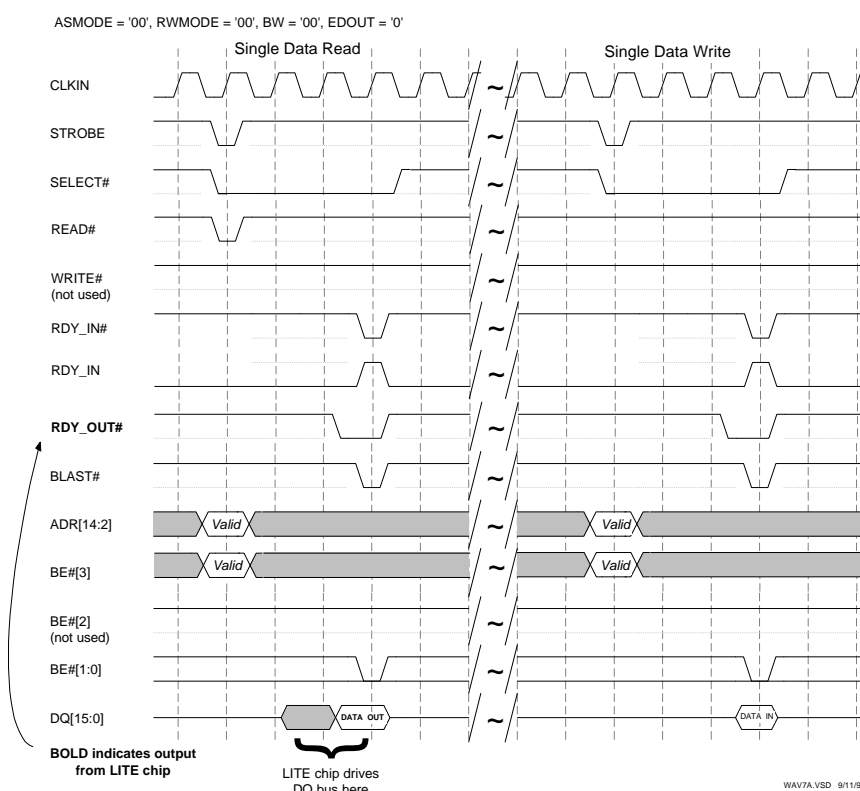 ASMODE = '00', RWMODE = '00', BW = '00', EDOUT = '0'
Single Data Read
Single Data Write
CLKIN
~
STROBE
~
SELECT#
~
READ#
~
WRITE#
(not used)
~
RDY_IN#
~
RDY_IN
~
RDY_OUT#
~
BLAST#
~
ADR[14:2]
Valid
~
Valid
BE#[3]
Valid
~
Valid
BE#[2]
(not used)
~
BE#[1:0]
~
DQ[15:0]
DATA OUT
~
DATA IN
BOLD indicates output
from LITE chip
LITE chip drives
DQ bus here
WAV7A.VSD 9/11/9